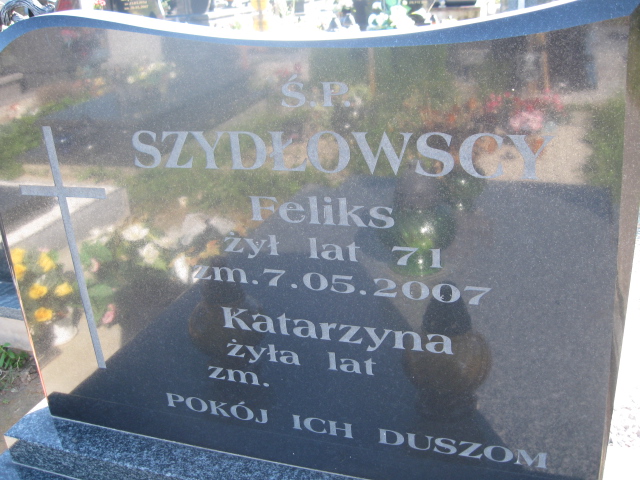 Ś.P.
SZYDŁOWSCY
Feliks
żył lat 71
zm.7.05.2007
Katarzyna
żyła lat
zm.
POKÓJ ICH DUSZOM